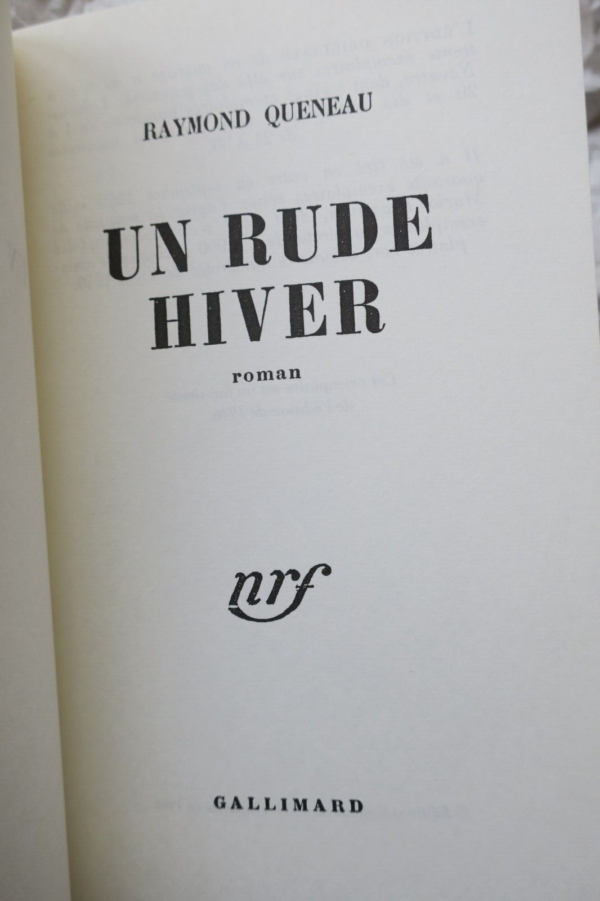 RAYMOND QUENEAU
UN RUDE
HIVER
roman
nrf
GALLIMARD